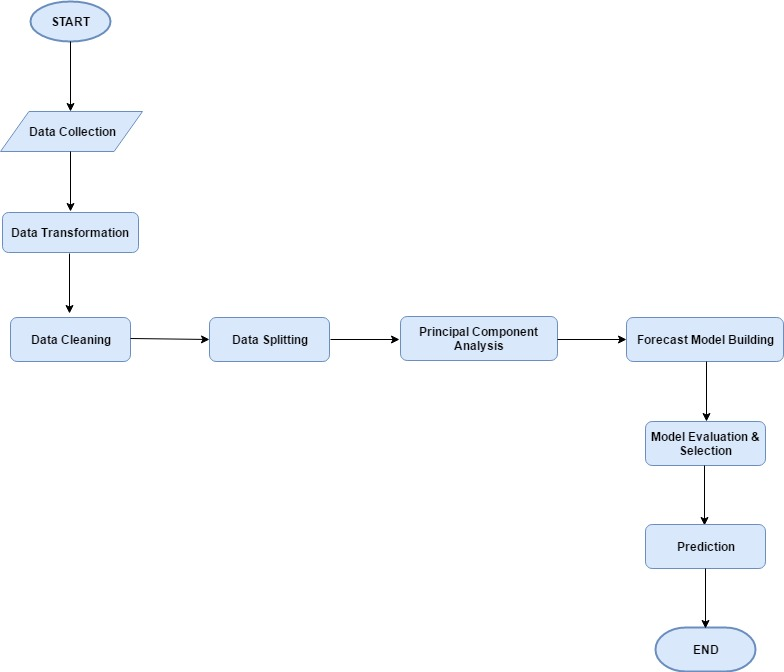 START
Data Collection
Data Transformation
Data Cleaning
Data Splitting
Principal Component
Analysis
Forecast Model Building
Model Evaluation &
Selection
Prediction
END